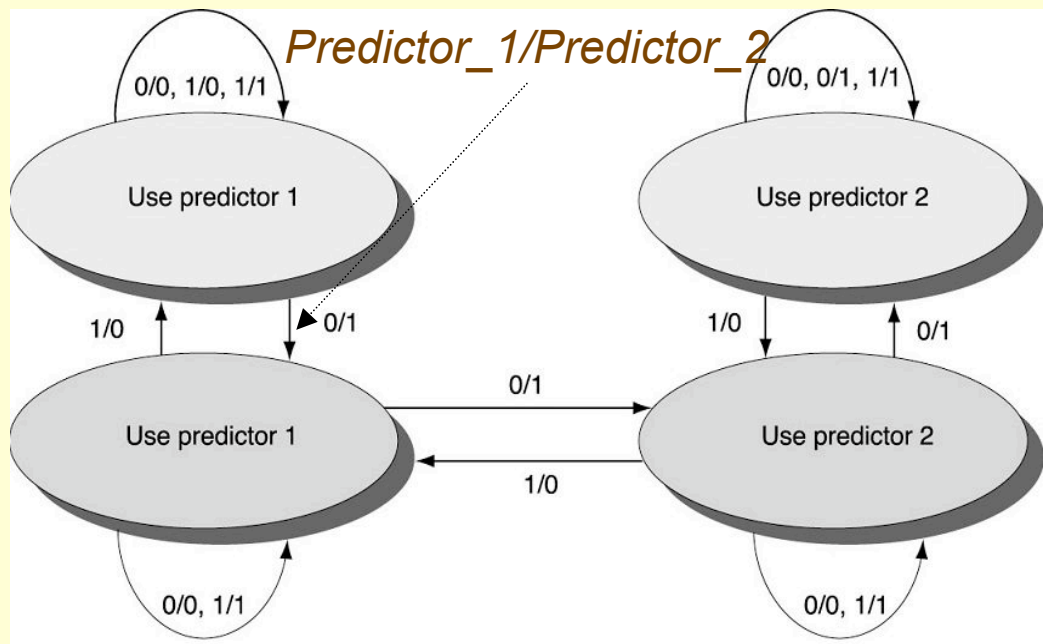 Predictor_1/Predictor_2
0/0, 1/0, 1/1
0/0, 0/1, 1/1
Use predictor 1
Use predictor 2
1/0
0/1
1/0
0/1
0/1
Use predictor 1
Use predictor 2
1/0
0/0, 1/1
0/0, 1/1